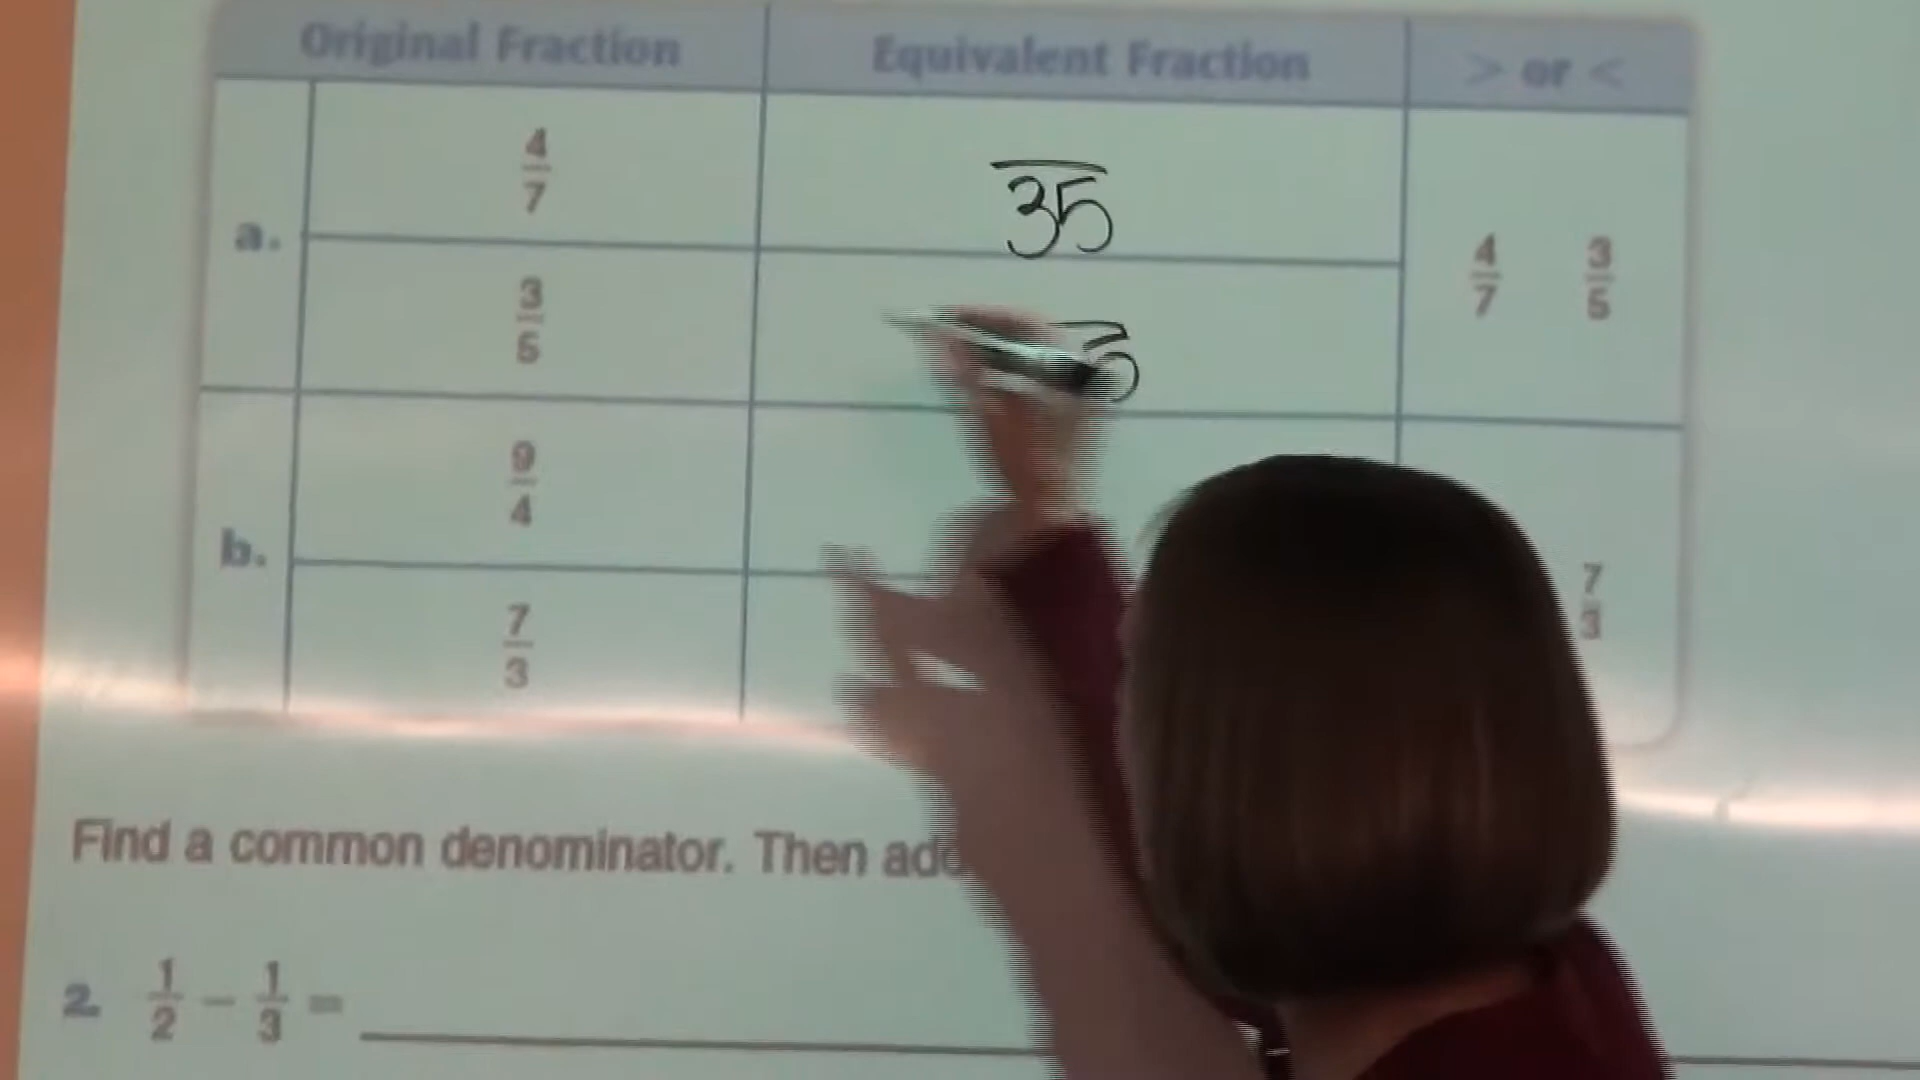 Original Fraction Equivalent Fraction > or <
a. 4/7 35 4/7 3/5
3/5 5
b. 9/4 7/3
7/3
Find a common denominator. Then add
2. 1/2 - 1/3 =